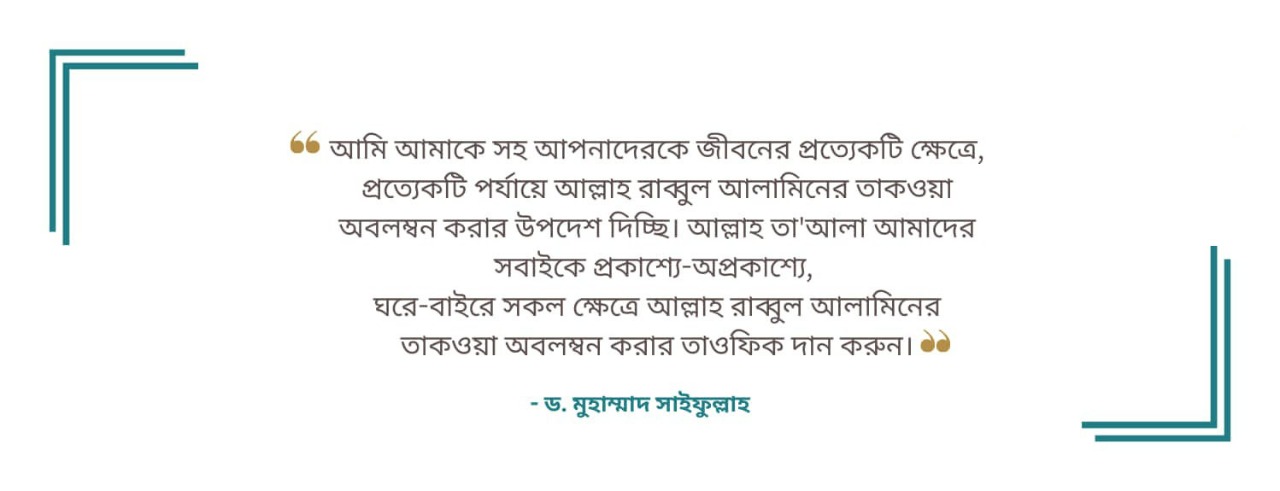 ❝ আমি আমাকে সহ আপনাদেরকে জীবনের প্রত্যেকটি ক্ষেত্রে,
প্রত্যেকটি পর্যায়ে আল্লাহ রাব্বুল আলামিনের তাকওয়া
অবলম্বন করার উপদেশ দিচ্ছি। আল্লাহ তা'আলা আমাদের
সবাইকে প্রকাশ্যে-অপ্রকাশ্যে,
ঘরে-বাইরে সকল ক্ষেত্রে আল্লাহ রাব্বুল আলামিনের
তাকওয়া অবলম্বন করার তাওফিক দান করুন। ❞
- ড. মুহাম্মাদ সাইফুল্লাহ